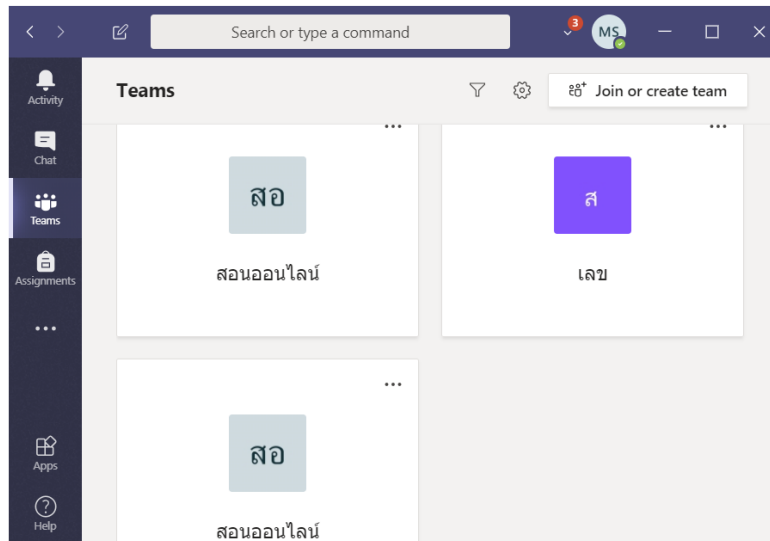 Search or type a command
3
MS
Activity
Chat
Teams
Assignments
Apps
Help
Teams
Join or create team
สอ
สอนออนไลน์
ส
เลข
สอ
สอนออนไลน์